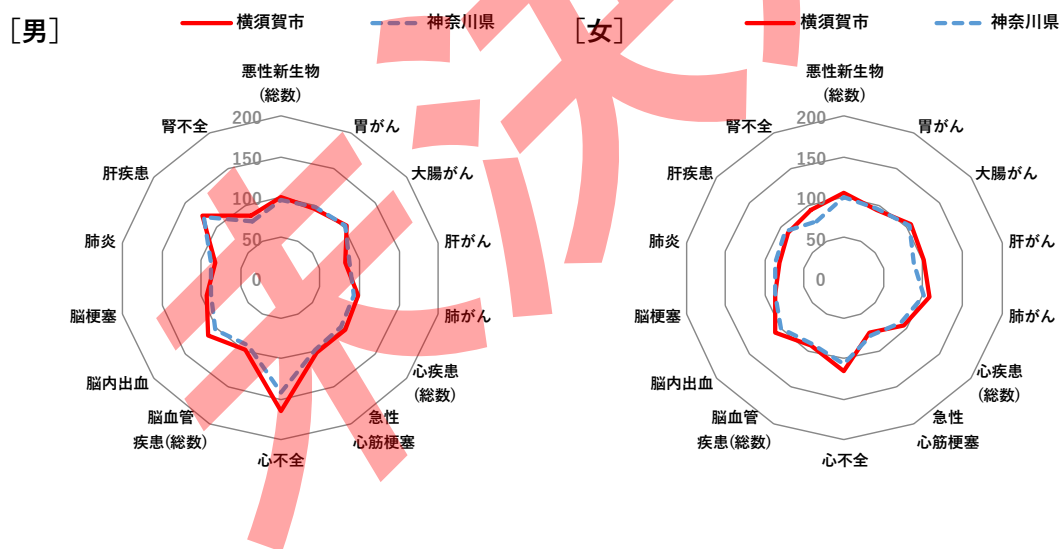 [男]
横須賀市
神奈川県
悪性新生物
(総数)
胃がん
大腸がん
肝がん
肺がん
心疾患
(総数)
急性
心筋梗塞
心不全
脳血管
疾患(総数)
脳内出血
脳梗塞
肺炎
肝疾患
腎不全
200
150
100
50
0
[女]
横須賀市
神奈川県
悪性新生物
(総数)
胃がん
大腸がん
肝がん
肺がん
心疾患
(総数)
急性
心筋梗塞
心不全
脳血管
疾患(総数)
脳内出血
脳梗塞
肺炎
肝疾患
腎不全
200
150
100
50
0